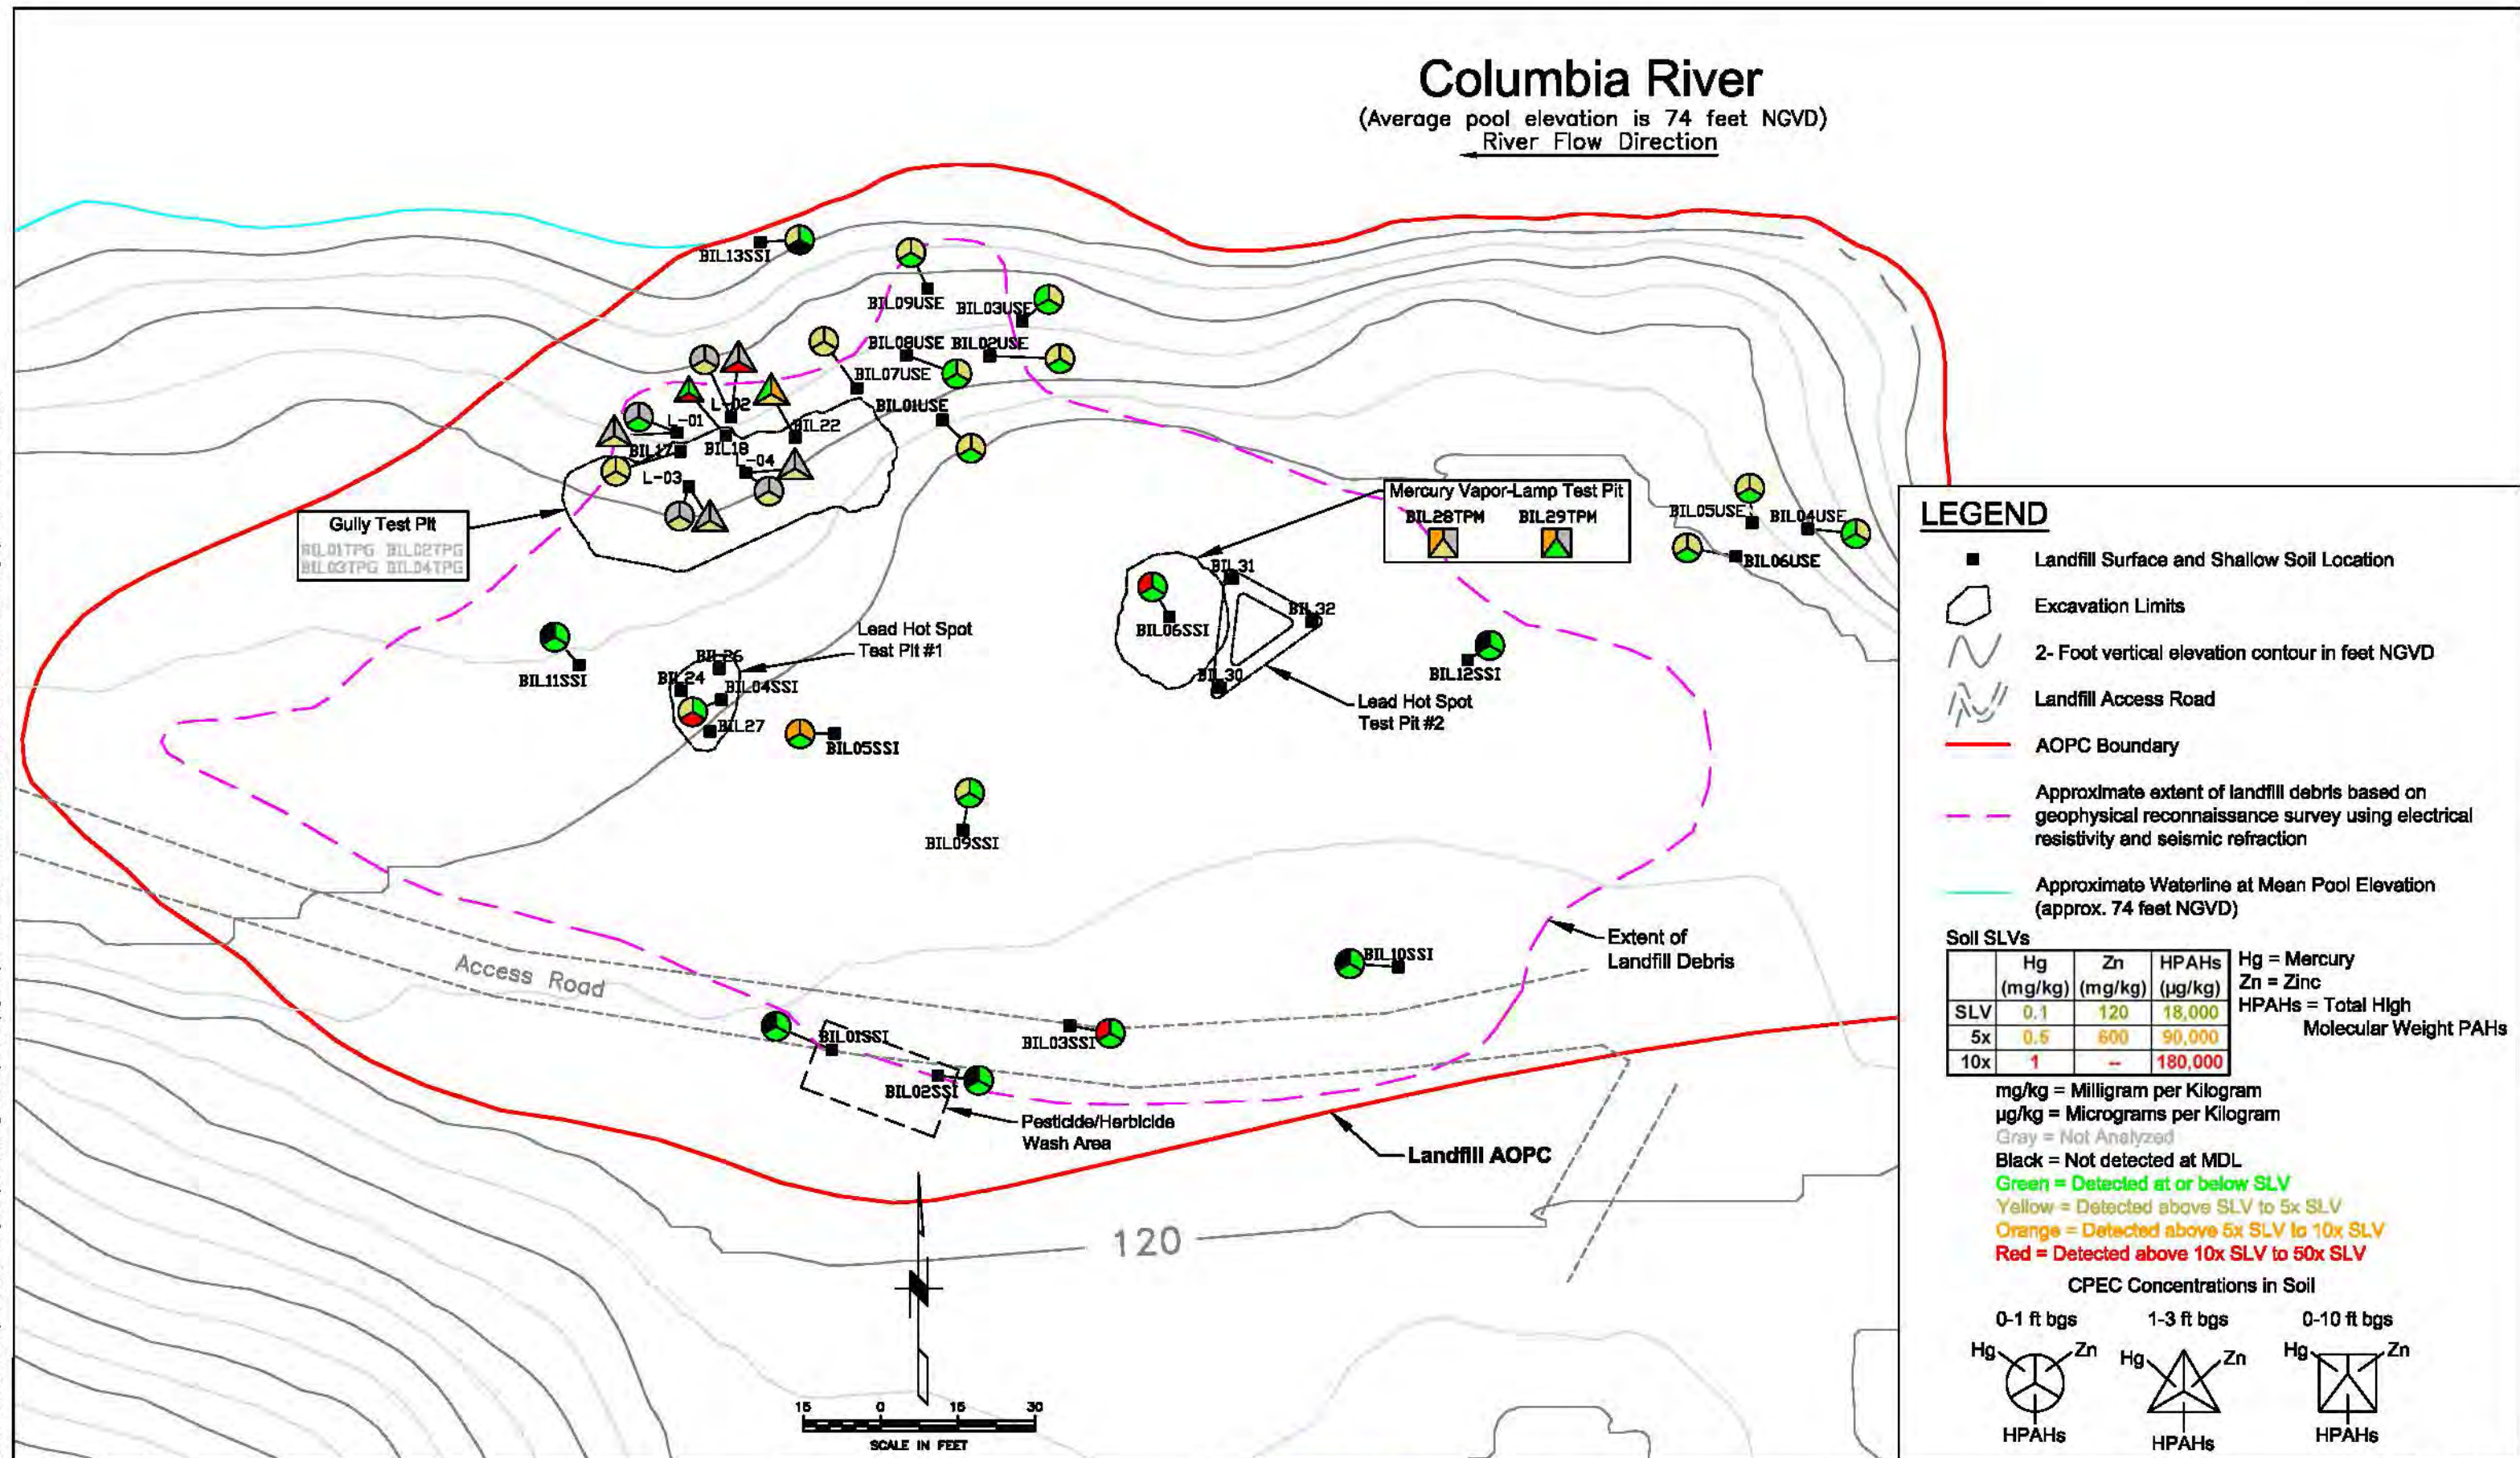 Columbia River
(Average pool elevation is 74 feet NGVD)
River Flow Direction
BIL13SSI
BIL09USE
BIL03USE
BIL08USE
BIL02USE
BIL07USE
L-02
BIL01USE
L-01
BIL22
BIL17
BIL18
L-04
L-03
Gully Test Pit
BIL01TPG BIL02TPG
BIL03TPG BIL04TPG
Mercury Vapor-Lamp Test Pit
BIL28TPM BIL29TPM
BIL05USE
BIL04USE
BIL06USE
BIL31
BIL32
BIL06SSI
BIL30
BIL12SSI
Lead Hot Spot
Test Pit #2
BIL11SSI
Lead Hot Spot
Test Pit #1
BIL26
BIL24
BIL04SSI
BIL27
BIL05SSI
BIL09SSI
Extent of
Landfill Debris
BIL10SSI
Access Road
BIL01SSI
BIL03SSI
BIL02SSI
Pesticide/Herbicide
Wash Area
Landfill AOPC
120
15 0 15 30
SCALE IN FEET
LEGEND
Landfill Surface and Shallow Soil Location
Excavation Limits
2- Foot vertical elevation contour in feet NGVD
Landfill Access Road
AOPC Boundary
Approximate extent of landfill debris based on
geophysical reconnaissance survey using electrical
resistivity and seismic refraction
Approximate Waterline at Mean Pool Elevation
(approx. 74 feet NGVD)
Soil SLVs
Hg Zn HPAHs
(mg/kg) (mg/kg) (µg/kg)
SLV 0.1 120 18,000
5x 0.5 600 90,000
10x 1 -- 180,000
Hg = Mercury
Zn = Zinc
HPAHs = Total High
Molecular Weight PAHs
mg/kg = Milligram per Kilogram
µg/kg = Micrograms per Kilogram
Gray = Not Analyzed
Black = Not detected at MDL
Green = Detected at or below SLV
Yellow = Detected above SLV to 5x SLV
Orange = Detected above 5x SLV to 10x SLV
Red = Detected above 10x SLV to 50x SLV
CPEC Concentrations in Soil
0-1 ft bgs 1-3 ft bgs 0-10 ft bgs
Hg Zn Hg Zn Hg Zn
HPAHs HPAHs HPAHs